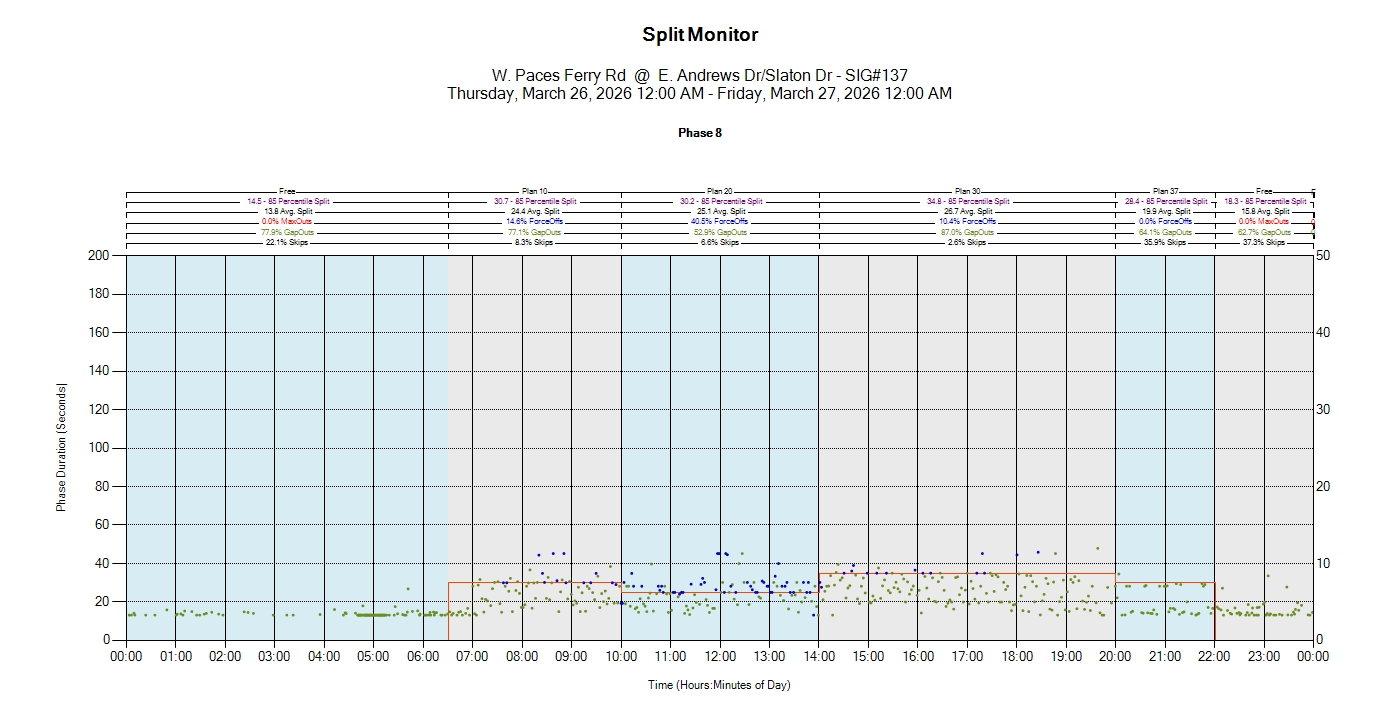 Split Monitor
W. Paces Ferry Rd @ E. Andrews Dr/Slaton Dr - SIG#137
Thursday, March 26, 2026 12:00 AM - Friday, March 27, 2026 12:00 AM
Phase 8
Free Plan 10 Plan 20 Plan 30 Plan 37 Free F
14.5 - 85 Percentile Split 30.7 - 85 Percentile Split 30.2 - 85 Percentile Split 34.8 - 85 Percentile Split 28.4 - 85 Percentile Split 18.3 - 85 Percentile Split
13.8 Avg. Split 24.4 Avg. Split 25.1 Avg. Split 26.7 Avg. Split 19.9 Avg. Split 15.8 Avg. Split
0.0% MaxOuts 14.6% ForceOffs 40.5% ForceOffs 10.4% ForceOffs 0.0% ForceOffs 0.0% MaxOuts
77.9% GapOuts 77.1% GapOuts 52.9% GapOuts 87.0% GapOuts 64.1% GapOuts 62.7% GapOuts
22.1% Skips 8.3% Skips 6.6% Skips 2.6% Skips 35.9% Skips 37.3% Skips
200 50
180
160 40
140
120 30
100
80 20
60
40 10
20
0 0
Phase Duration (Seconds)
00:00 01:00 02:00 03:00 04:00 05:00 06:00 07:00 08:00 09:00 10:00 11:00 12:00 13:00 14:00 15:00 16:00 17:00 18:00 19:00 20:00 21:00 22:00 23:00 00:00
Time (Hours:Minutes of Day)